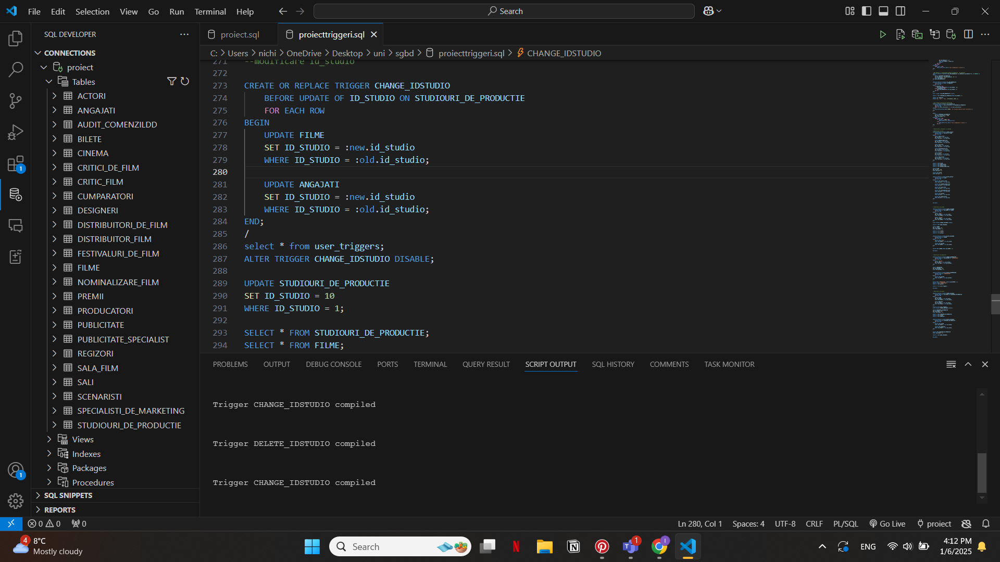 File Edit Selection View Go Run Terminal Help
Search
SQL DEVELOPER
proiect.sql
proiecttriggeri.sql
C: > Users > nichi > OneDrive > Desktop > uni > sgbd > proiecttriggeri.sql > CHANGE_IDSTUDIO
CONNECTIONS
proiect
Tables
ACTORI
ANGAJATI
AUDIT_COMENZILDD
BILETE
CINEMA
CRITICI_DE_FILM
CRITIC_FILM
CUMPARATORI
DESIGNERI
DISTRIBUITORI_DE_FILM
DISTRIBUITOR_FILM
FESTIVALURI_DE_FILM
FILME
NOMINALIZARE_FILM
PREMII
PRODUCATORI
PUBLICITATE
PUBLICITATE_SPECIALIST
REGIZORI
SALA_FILM
SALI
SCENARISTI
SPECIALISTI_DE_MARKETING
STUDIOURI_DE_PRODUCTIE
Views
Indexes
Packages
Procedures
SQL SNIPPETS
REPORTS
1
1
271 --modificare id_studio
272
273 CREATE OR REPLACE TRIGGER CHANGE_IDSTUDIO
274 BEFORE UPDATE OF ID_STUDIO ON STUDIOURI_DE_PRODUCTIE
275 FOR EACH ROW
276 BEGIN
277 UPDATE FILME
278 SET ID_STUDIO = :new.id_studio
279 WHERE ID_STUDIO = :old.id_studio;
280
281 UPDATE ANGAJATI
282 SET ID_STUDIO = :new.id_studio
283 WHERE ID_STUDIO = :old.id_studio;
284 END;
285 /
286 select * from user_triggers;
287 ALTER TRIGGER CHANGE_IDSTUDIO DISABLE;
288
289 UPDATE STUDIOURI_DE_PRODUCTIE
290 SET ID_STUDIO = 10
291 WHERE ID_STUDIO = 1;
292
293 SELECT * FROM STUDIOURI_DE_PRODUCTIE;
294 SELECT * FROM FILME;
PROBLEMS OUTPUT DEBUG CONSOLE PORTS TERMINAL QUERY RESULT SCRIPT OUTPUT SQL HISTORY COMMENTS TASK MONITOR
Trigger CHANGE_IDSTUDIO compiled
Trigger DELETE_IDSTUDIO compiled
Trigger CHANGE_IDSTUDIO compiled
0 0 0
Ln 280, Col 1 Spaces: 4 UTF-8 CRLF PL/SQL Go Live proiect
4
8°C
Mostly cloudy
Search
1
ENG
4:12 PM
1/6/2025